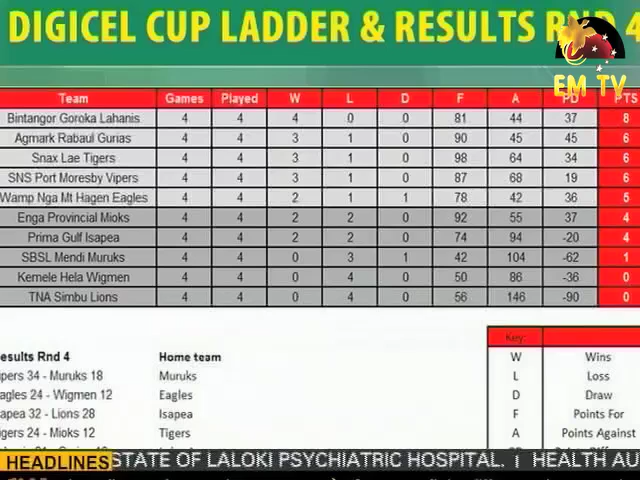 DIGICEL CUP LADDER & RESULTS RND 4
EM TV
Team Games Played W L D F A PD PTS
Bintangor Goroka Lahanis 4 4 4 0 0 81 44 37 8
Agmark Rabaul Gurias 4 4 3 1 0 90 45 45 6
Snax Lae Tigers 4 4 3 1 0 98 64 34 6
SNS Port Moresby Vipers 4 4 3 1 0 87 68 19 6
Wamp Nga Mt Hagen Eagles 4 4 2 1 1 78 42 36 5
Enga Provincial Mioks 4 4 2 2 0 92 55 37 4
Prima Gulf Isapea 4 4 2 2 0 74 94 -20 4
SBSL Mendi Muruks 4 4 0 3 1 42 104 -62 1
Kemele Hela Wigmen 4 4 0 4 0 50 86 -36 0
TNA Simbu Lions 4 4 0 4 0 56 146 -90 0
esults Rnd 4 Home team
ipers 34 - Muruks 18 Muruks
agles 24 - Wigmen 12 Eagles
apea 32 - Lions 28 Isapea
igers 24 - Mioks 12 Tigers
Key:
W Wins
L Loss
D Draw
F Points For
A Points Against
HEADLINES STATE OF LALOKI PSYCHIATRIC HOSPITAL. | HEALTH AU